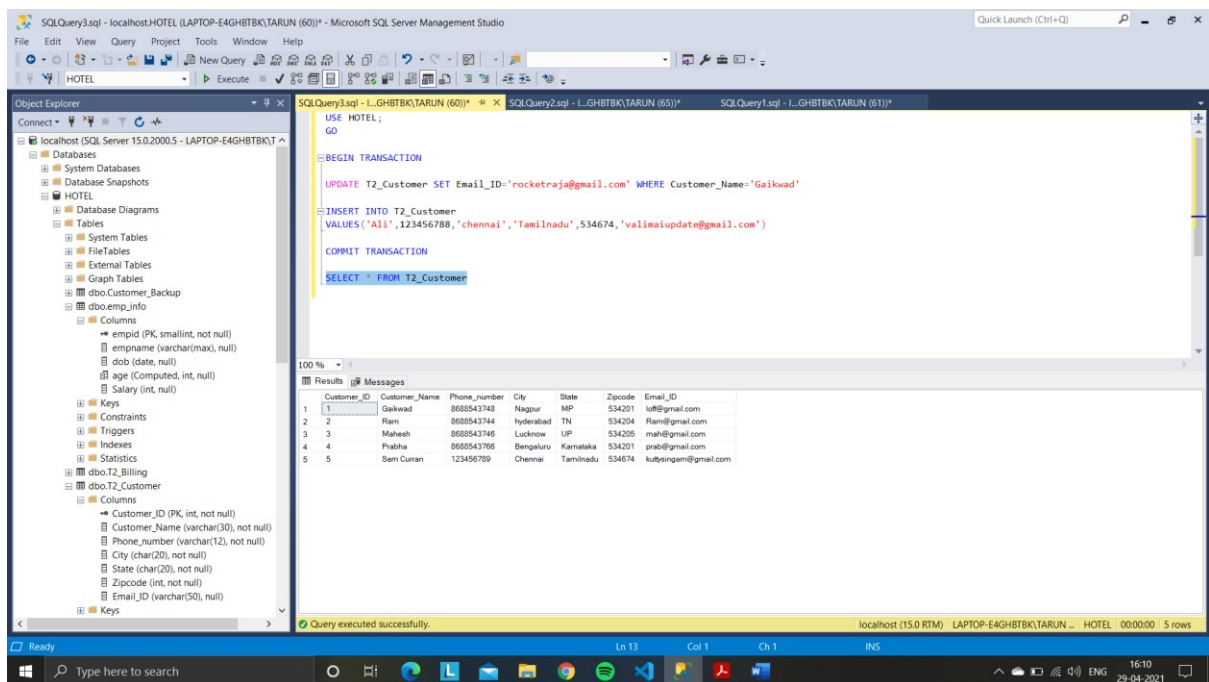 SQLQuery3.sql - localhost.HOTEL (LAPTOP-E4GHBTBK\TARUN (60))* - Microsoft SQL Server Management Studio
Quick Launch (Ctrl+Q)
File Edit View Query Project Tools Window Help
New Query
HOTEL
Execute
Object Explorer
SQLQuery3.sql - l...GHBTBK\TARUN (60))*
SQLQuery2.sql - l...GHBTBK\TARUN (65))*
SQLQuery1.sql - l...GHBTBK\TARUN (61))*
Connect
localhost (SQL Server 15.0.2000.5 - LAPTOP-E4GHBTBK\T
Databases
System Databases
Database Snapshots
HOTEL
Database Diagrams
Tables
System Tables
FileTables
External Tables
Graph Tables
dbo.Customer_Backup
dbo.emp_info
Columns
empid (PK, smallint, not null)
empname (varchar(max), null)
dob (date, null)
age (Computed, int, null)
Salary (int, null)
Keys
Constraints
Triggers
Indexes
Statistics
dbo.T2_Billing
dbo.T2_Customer
Columns
Customer_ID (PK, int, not null)
Customer_Name (varchar(30), not null)
Phone_number (varchar(12), not null)
City (char(20), not null)
State (char(20), not null)
Zipcode (int, not null)
Email_ID (varchar(50), null)
Keys
USE HOTEL;
GO
BEGIN TRANSACTION
UPDATE T2_Customer SET Email_ID='rocketraja@gmail.com' WHERE Customer_Name='Gaikwad'
INSERT INTO T2_Customer
VALUES('Ali',123456788,'chennai','Tamilnadu',534674,'valimaiupdate@gmail.com')
COMMIT TRANSACTION
SELECT * FROM T2_Customer
100 %
Results Messages
Customer_ID Customer_Name Phone_number City State Zipcode Email_ID
1 1 Gaikwad 8688543748 Nagpur MP 534201 loff@gmail.com
2 2 Ram 8688543744 hyderabad TN 534204 Ram@gmail.com
3 3 Mahesh 8688543746 Lucknow UP 534205 mah@gmail.com
4 4 Prabha 8688543766 Bengaluru Karnataka 534201 prab@gmail.com
5 5 Sam Curran 123456789 Chennai Tamilnadu 534674 kuttysingam@gmail.com
Query executed successfully.
localhost (15.0 RTM) LAPTOP-E4GHBTBK\TARUN ... HOTEL 00:00:00 5 rows
Ready
Ln 13 Col 1 Ch 1 INS
Type here to search
ENG
16:10
29-04-2021